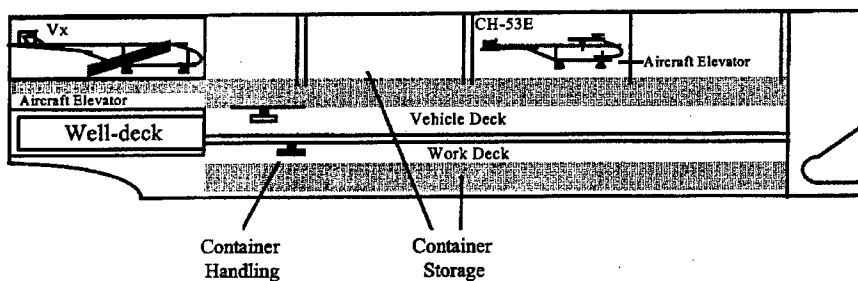 Vx
CH-53E
Aircraft Elevator
Aircraft Elevator
Vehicle Deck
Well-deck
Work Deck
Container
Handling
Container
Storage